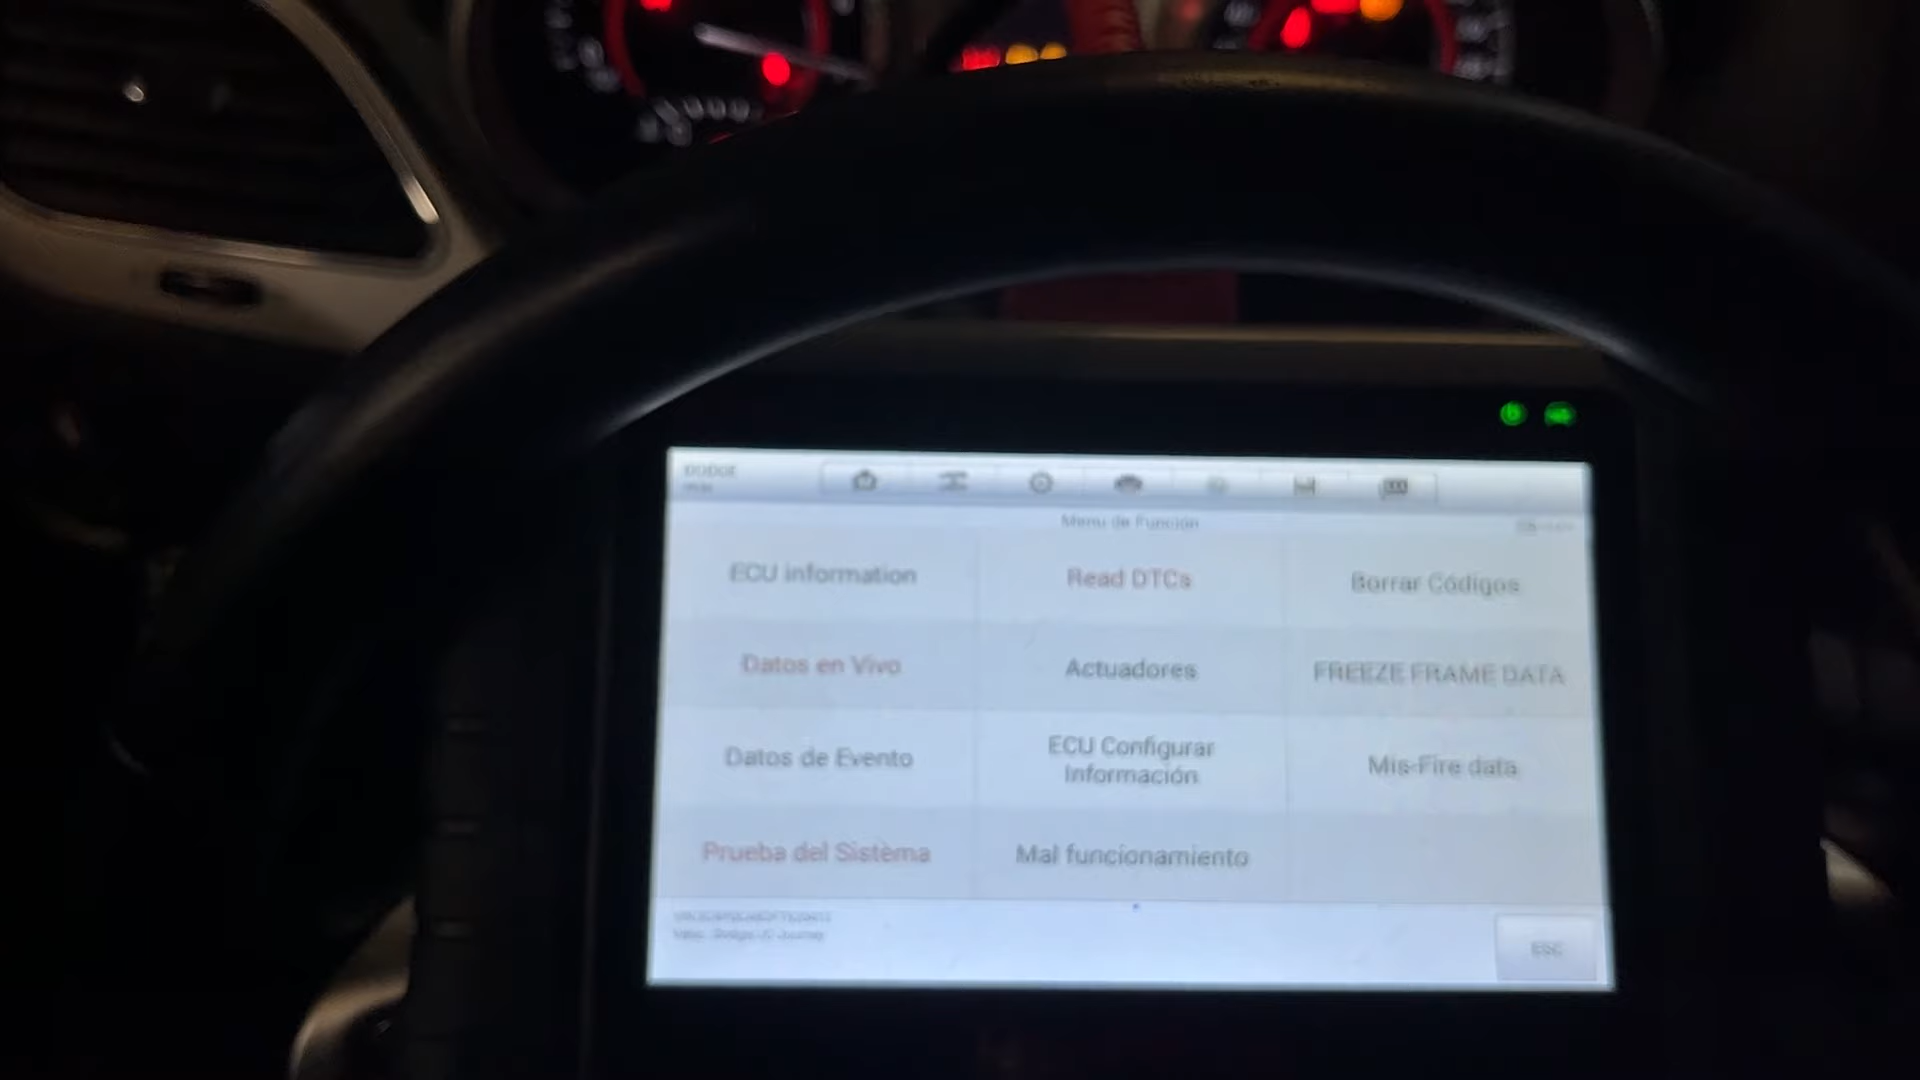 DODGE
Menu de Función
ECU information
Read DTCs
Borrar Códigos
Datos en Vivo
Actuadores
FREEZE FRAME DATA
Datos de Evento
ECU Configurar
Información
Mis-Fire data
Prueba del Sistema
Mal funcionamiento
ESC